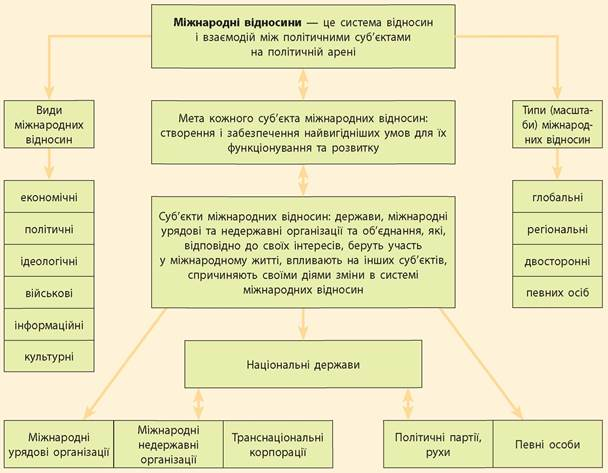 Міжнародні відносини — це система відносин
і взаємодій між політичними суб'єктами
на політичній арені
Види
міжнародних
відносин
економічні
політичні
ідеологічні
військові
інформаційні
культурні
Мета кожного суб'єкта міжнародних відносин:
створення і забезпечення найвигідніших умов для їх
функціонування та розвитку
Типи (масшта-
би) міжнарод-
них відносин
глобальні
регіональні
двосторонні
певних осіб
Суб'єкти міжнародних відносин: держави, міжнародні
урядові та недержавні організації та об'єднання, які,
відповідно до своїх інтересів, беруть участь
у міжнародному житті, впливають на інших суб'єктів,
спричиняють своїми діями зміни в системі
міжнародних відносин
Національні держави
Міжнародні
урядові організації
Міжнародні
недержавні
організації
Транснаціональні
корпорації
Політичні партії,
рухи
Певні особи